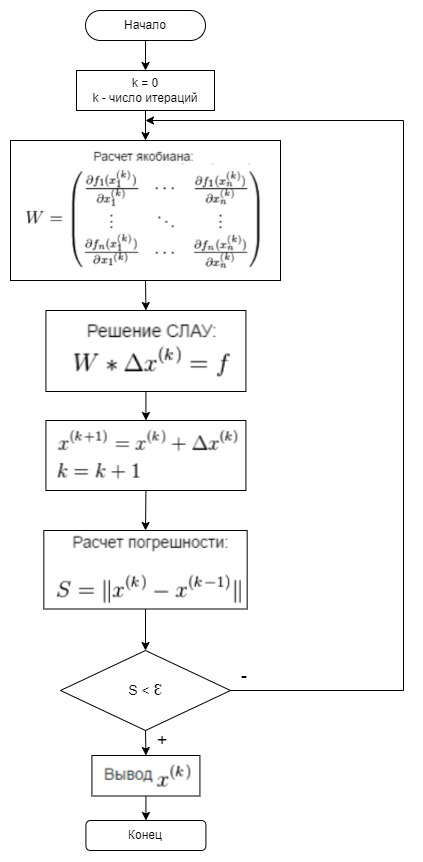 Начало
k = 0
k - число итераций
Расчет якобиана:
W = ( ∂f₁(x₁^(k))/∂x₁^(k) ⋯ ∂f₁(xₙ^(k))/∂xₙ^(k)
⋮ ⋱ ⋮
∂fₙ(x₁^(k))/∂x₁^(k) ⋯ ∂fₙ(xₙ^(k))/∂xₙ^(k) )
Решение СЛАУ:
W * Δx^(k) = f
x^(k+1) = x^(k) + Δx^(k)
k = k + 1
Расчет погрешности:
S = ||x^(k) − x^(k−1)||
S < ℇ
-
+
Вывод x^(k)
Конец